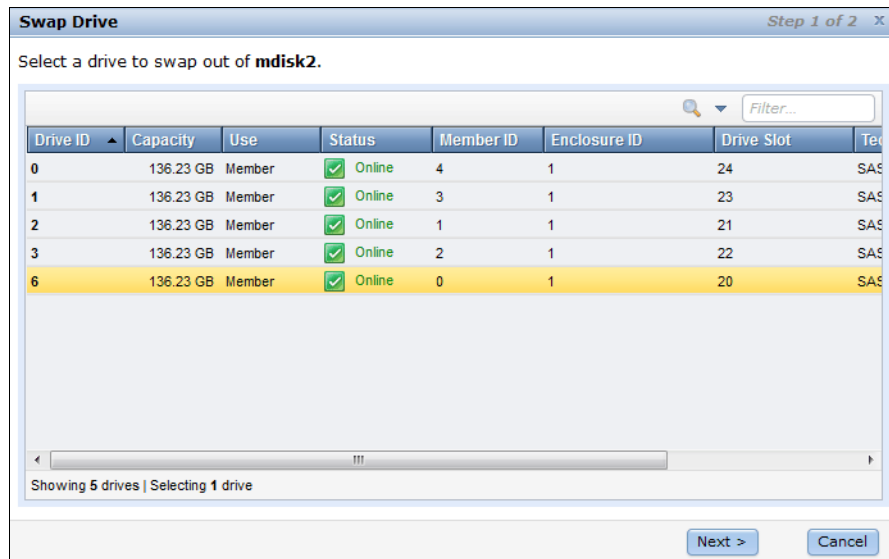 Swap Drive Step 1 of 2 x
Select a drive to swap out of mdisk2.
Filter...
Drive ID Capacity Use Status Member ID Enclosure ID Drive Slot
0 136.23 GB Member Online 4 1 24 SAS
1 136.23 GB Member Online 3 1 23 SAS
2 136.23 GB Member Online 1 1 21 SAS
3 136.23 GB Member Online 2 1 22 SAS
6 136.23 GB Member Online 0 1 20 SAS
Showing 5 drives | Selecting 1 drive
Next > Cancel